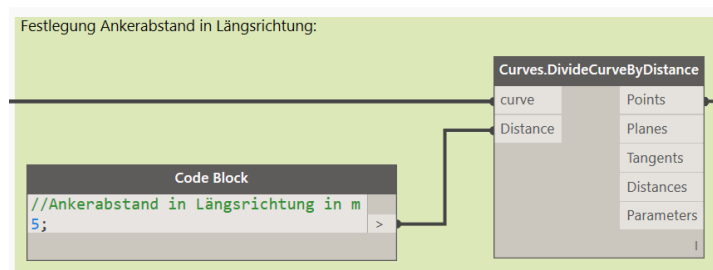 Festlegung Ankerabstand in Längsrichtung:
Curves.DivideCurveByDistance
curve
Points
Distance
Planes
Tangents
Distances
Parameters
l
Code Block
//Ankerabstand in Längsrichtung in m
5;
>